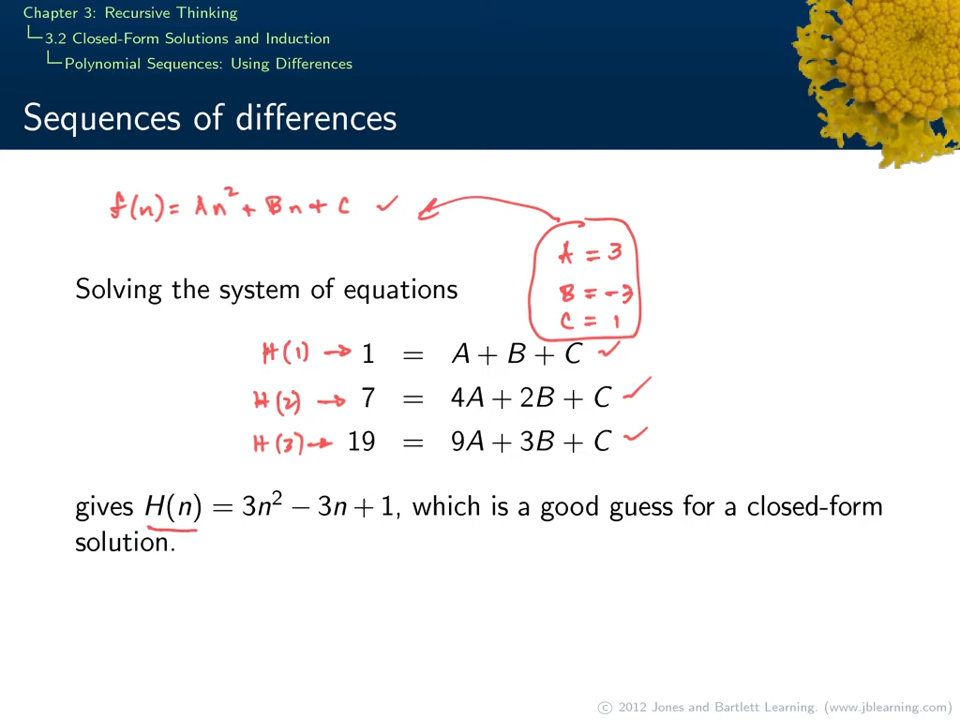 Chapter 3: Recursive Thinking
3.2 Closed-Form Solutions and Induction
Polynomial Sequences: Using Differences
Sequences of differences
f(n) = An² + Bn + C ✓
A = 3
B = -3
C = 1
Solving the system of equations
H(1) → 1 = A + B + C ✓
H(2) → 7 = 4A + 2B + C ✓
H(3) → 19 = 9A + 3B + C ✓
gives H(n) = 3n² − 3n + 1, which is a good guess for a closed-form
solution.
© 2012 Jones and Bartlett Learning. (www.jblearning.com)